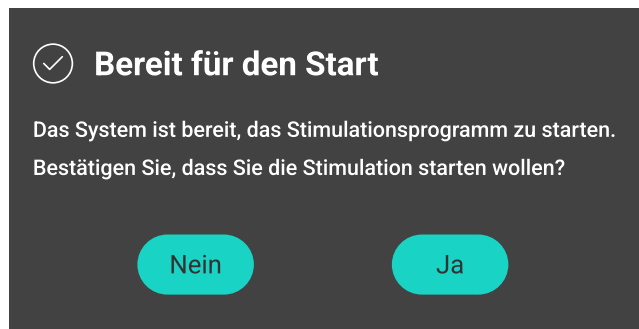 Bereit für den Start
Das System ist bereit, das Stimulationsprogramm zu starten.
Bestätigen Sie, dass Sie die Stimulation starten wollen?
Nein
Ja